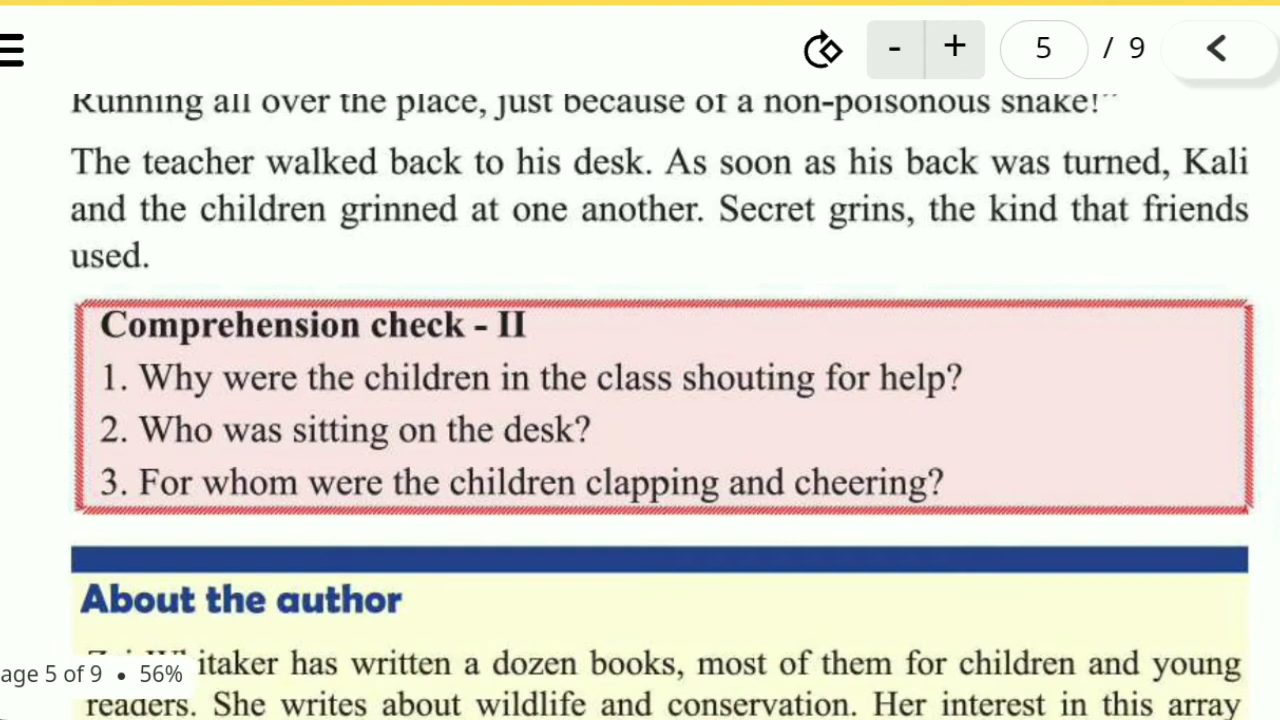 - + 5 / 9
Running all over the place, just because of a non-poisonous snake!"
The teacher walked back to his desk. As soon as his back was turned, Kali
and the children grinned at one another. Secret grins, the kind that friends
used.
Comprehension check - II
1. Why were the children in the class shouting for help?
2. Who was sitting on the desk?
3. For whom were the children clapping and cheering?
About the author
itaker has written a dozen books, most of them for children and young
age 5 of 9 • 56%
readers. She writes about wildlife and conservation. Her interest in this array